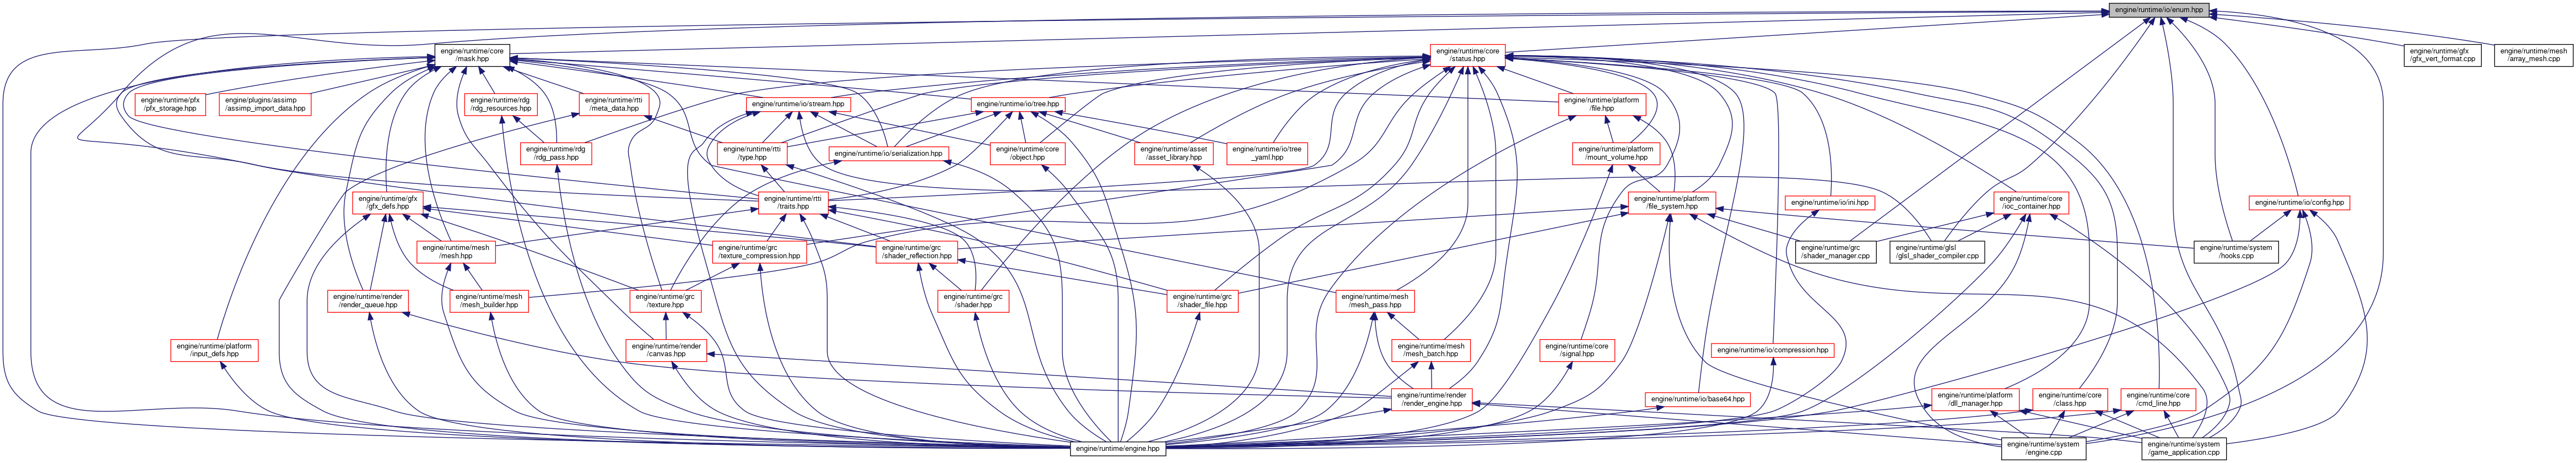 engine/runtime/io/enum.hpp
engine/runtime/core
/mask.hpp
engine/runtime/core
/status.hpp
engine/runtime/gfx
/gfx_vert_format.cpp
engine/runtime/mesh
/array_mesh.cpp
engine/runtime/pfx
/pfx_storage.hpp
engine/plugins/assimp
/assimp_import_data.hpp
engine/runtime/rdg
/rdg_resources.hpp
engine/runtime/rtti
/meta_data.hpp
engine/runtime/io/stream.hpp
engine/runtime/io/tree.hpp
engine/runtime/platform
/file.hpp
engine/runtime/rdg
/rdg_pass.hpp
engine/runtime/rtti
/type.hpp
engine/runtime/io/serialization.hpp
engine/runtime/core
/object.hpp
engine/runtime/asset
/asset_library.hpp
engine/runtime/io/tree
_yaml.hpp
engine/runtime/platform
/mount_volume.hpp
engine/runtime/gfx
/gfx_defs.hpp
engine/runtime/rtti
/traits.hpp
engine/runtime/platform
/file_system.hpp
engine/runtime/io/ini.hpp
engine/runtime/core
/ioc_container.hpp
engine/runtime/io/config.hpp
engine/runtime/mesh
/mesh.hpp
engine/runtime/grc
/texture_compression.hpp
engine/runtime/grc
/shader_reflection.hpp
engine/runtime/grc
/shader_manager.cpp
engine/runtime/glsl
/glsl_shader_compiler.cpp
engine/runtime/system
/hooks.cpp
engine/runtime/render
/render_queue.hpp
engine/runtime/mesh
/mesh_builder.hpp
engine/runtime/grc
/texture.hpp
engine/runtime/grc
/shader.hpp
engine/runtime/grc
/shader_file.hpp
engine/runtime/mesh
/mesh_pass.hpp
engine/runtime/platform
/input_defs.hpp
engine/runtime/render
/canvas.hpp
engine/runtime/mesh
/mesh_batch.hpp
engine/runtime/core
/signal.hpp
engine/runtime/io/compression.hpp
engine/runtime/render
/render_engine.hpp
engine/runtime/io/base64.hpp
engine/runtime/platform
/dll_manager.hpp
engine/runtime/core
/class.hpp
engine/runtime/core
/cmd_line.hpp
engine/runtime/engine.hpp
engine/runtime/system
/engine.cpp
engine/runtime/system
/game_application.cpp